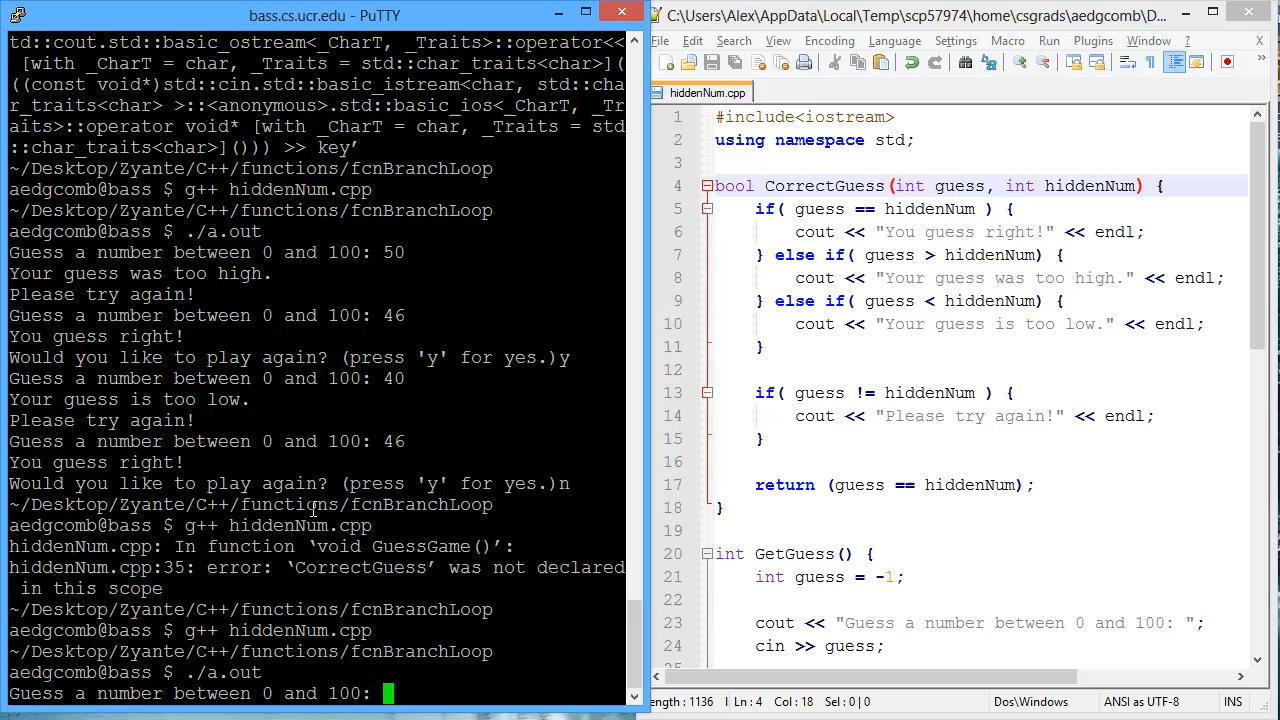 bass.cs.ucr.edu - PuTTY
td::cout.std::basic_ostream<_CharT, _Traits>::operator<<
[with _CharT = char, _Traits = std::char_traits<char>](
((const void*)std::cin.std::basic_istream<char, std::cha
r_traits<char> >::<anonymous>.std::basic_ios<_CharT, _Tr
aits>::operator void* [with _CharT = char, _Traits = std
::char_traits<char>]())) >> key’
~/Desktop/Zyante/C++/functions/fcnBranchLoop
aedgcomb@bass $ g++ hiddenNum.cpp
~/Desktop/Zyante/C++/functions/fcnBranchLoop
aedgcomb@bass $ ./a.out
Guess a number between 0 and 100: 50
Your guess was too high.
Please try again!
Guess a number between 0 and 100: 46
You guess right!
Would you like to play again? (press 'y' for yes.)y
Guess a number between 0 and 100: 40
Your guess is too low.
Please try again!
Guess a number between 0 and 100: 46
You guess right!
Would you like to play again? (press 'y' for yes.)n
~/Desktop/Zyante/C++/functions/fcnBranchLoop
aedgcomb@bass $ g++ hiddenNum.cpp
hiddenNum.cpp: In function ‘void GuessGame()’:
hiddenNum.cpp:35: error: ‘CorrectGuess’ was not declared
in this scope
~/Desktop/Zyante/C++/functions/fcnBranchLoop
aedgcomb@bass $ g++ hiddenNum.cpp
~/Desktop/Zyante/C++/functions/fcnBranchLoop
aedgcomb@bass $ ./a.out
Guess a number between 0 and 100:
C:\Users\Alex\AppData\Local\Temp\scp57974\home\csgrads\aedgcomb\D...
File Edit Search View Encoding Language Settings Macro Run Plugins Window ? X
hiddenNum.cpp
1 #include<iostream>
2 using namespace std;
3
4 bool CorrectGuess(int guess, int hiddenNum) {
5 if( guess == hiddenNum ) {
6 cout << "You guess right!" << endl;
7 } else if( guess > hiddenNum) {
8 cout << "Your guess was too high." << endl;
9 } else if( guess < hiddenNum) {
10 cout << "Your guess is too low." << endl;
11 }
12
13 if( guess != hiddenNum ) {
14 cout << "Please try again!" << endl;
15 }
16
17 return (guess == hiddenNum);
18 }
19
20 int GetGuess() {
21 int guess = -1;
22
23 cout << "Guess a number between 0 and 100: ";
24 cin >> guess;
25
ength : 1136 Ln : 4 Col : 18 Sel : 0 | 0 Dos\Windows ANSI as UTF-8 INS